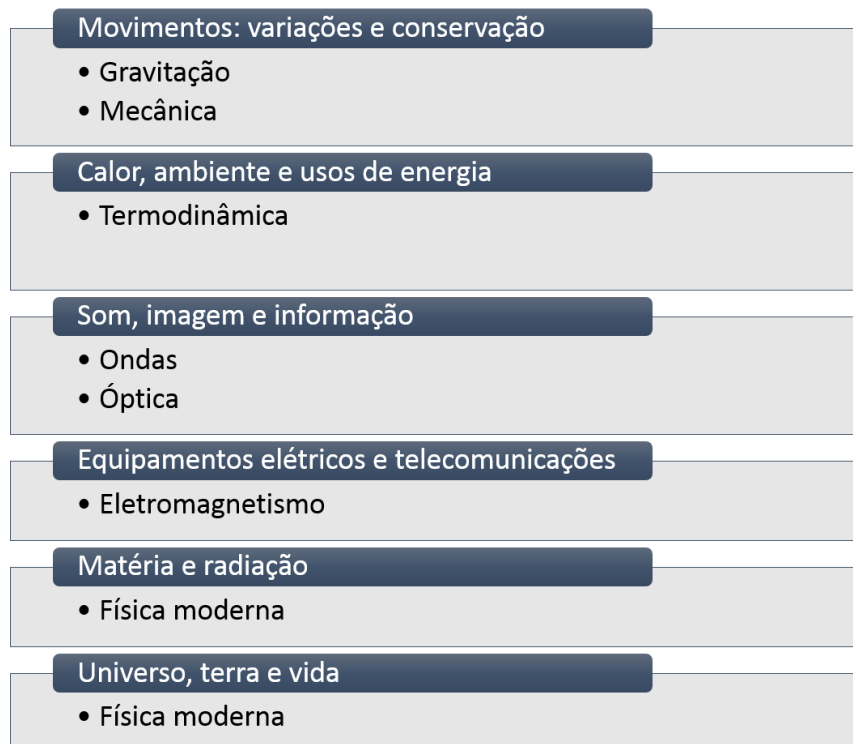 Movimentos: variações e conservação
• Gravitação
• Mecânica
Calor, ambiente e usos de energia
• Termodinâmica
Som, imagem e informação
• Ondas
• Óptica
Equipamentos elétricos e telecomunicações
• Eletromagnetismo
Matéria e radiação
• Física moderna
Universo, terra e vida
• Física moderna